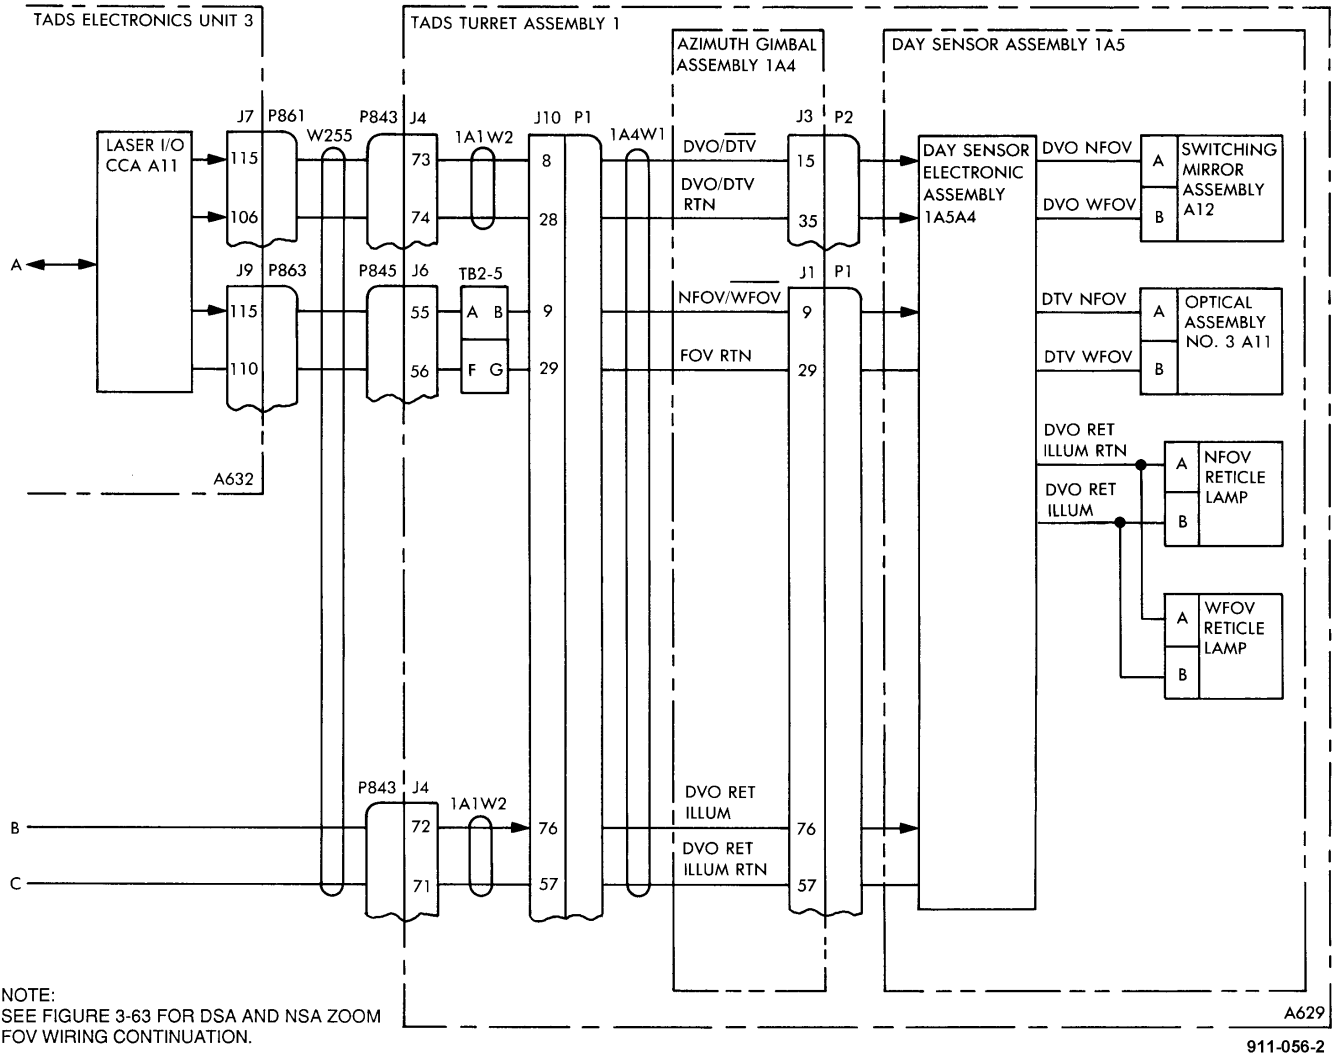 TADS ELECTRONICS UNIT 3
TADS TURRET ASSEMBLY 1
AZIMUTH GIMBAL
ASSEMBLY 1A4
DAY SENSOR ASSEMBLY 1A5
J7 P861
W255
P843 J4
1A1W2
J10 P1
1A4W1
J3 P2
LASER I/O
CCA A11
115
73
8
DVO/DTV
15
106
74
28
DVO/DTV
RTN
35
DAY SENSOR
ELECTRONIC
ASSEMBLY
1A5A4
DVO NFOV
A
DVO WFOV
B
SWITCHING
MIRROR
ASSEMBLY
A12
A
J9 P863
P845 J6
TB2-5
J1 P1
115
55
A B
9
NFOV/WFOV
9
110
56
F G
29
FOV RTN
29
DTV NFOV
A
DTV WFOV
B
OPTICAL
ASSEMBLY
NO. 3 A11
A632
DVO RET
ILLUM RTN
A
DVO RET
ILLUM
B
NFOV
RETICLE
LAMP
A
B
WFOV
RETICLE
LAMP
P843 J4
1A1W2
B
72
76
DVO RET
ILLUM
76
C
71
57
DVO RET
ILLUM RTN
57
A629
NOTE:
SEE FIGURE 3-63 FOR DSA AND NSA ZOOM
FOV WIRING CONTINUATION.
911-056-2